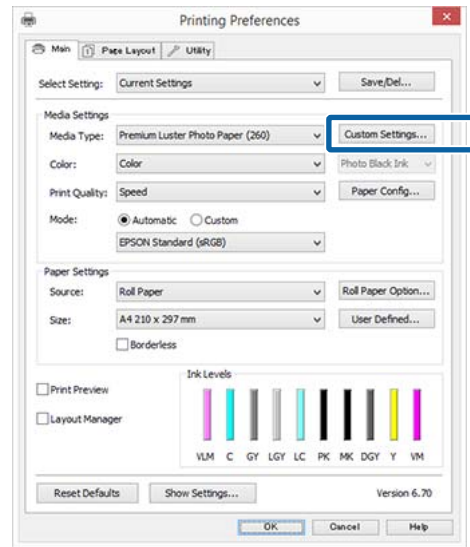 Printing Preferences
Main Page Layout Utility
Select Setting: Current Settings Save/Del...
Media Settings
Media Type: Premium Luster Photo Paper (260) Custom Settings...
Color: Color Photo Black Ink
Print Quality: Speed Paper Config...
Mode: Automatic Custom
EPSON Standard (sRGB)
Paper Settings
Source: Roll Paper Roll Paper Option...
Size: A4 210 x 297 mm User Defined...
Borderless
Ink Levels
Print Preview
Layout Manager
VLM C GY LGY LC PK MK DGY Y VM
Reset Defaults Show Settings... Version 6.70
OK Cancel Help